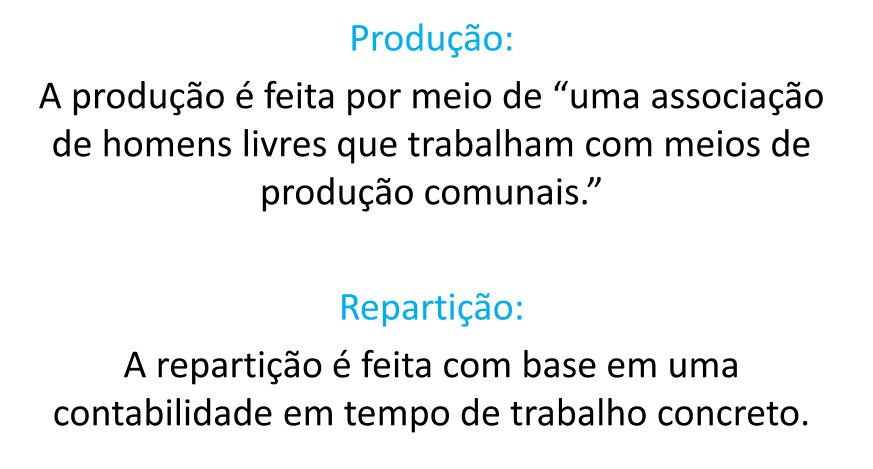 Produção:
A produção é feita por meio de “uma associação
de homens livres que trabalham com meios de
produção comunais.”
Repartição:
A repartição é feita com base em uma
contabilidade em tempo de trabalho concreto.